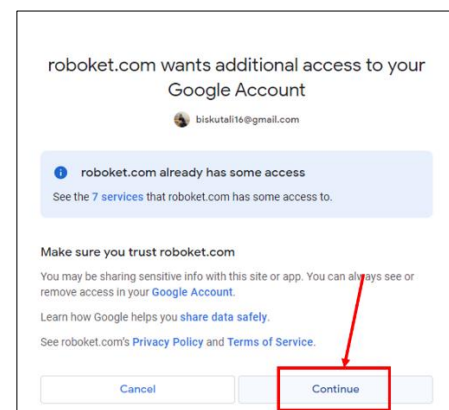 roboket.com wants additional access to your
Google Account
biskutali16@gmail.com
roboket.com already has some access
See the 7 services that roboket.com has some access to.
Make sure you trust roboket.com
You may be sharing sensitive info with this site or app. You can always see or
remove access in your Google Account.
Learn how Google helps you share data safely.
See roboket.com's Privacy Policy and Terms of Service.
Cancel
Continue